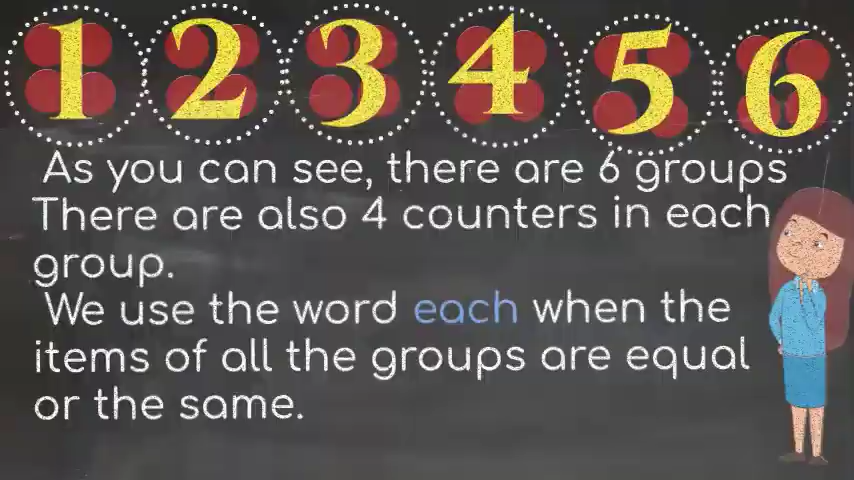 1 2 3 4 5 6
As you can see, there are 6 groups
There are also 4 counters in each
group.
We use the word each when the
items of all the groups are equal
or the same.